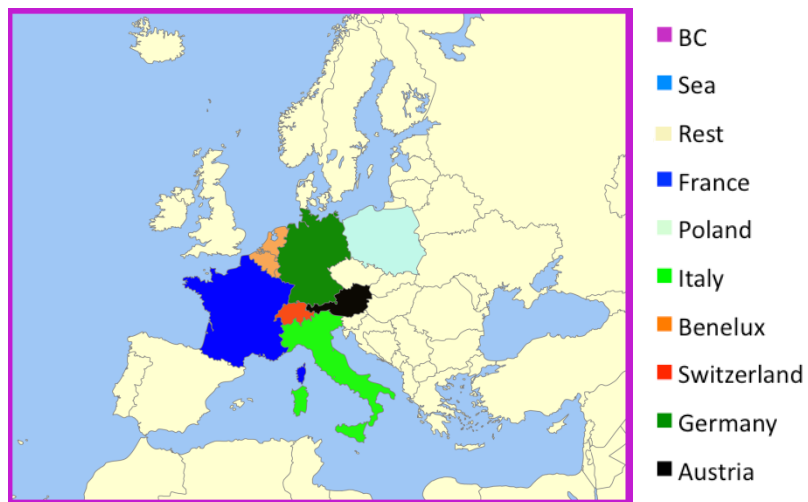 BC
Sea
Rest
France
Poland
Italy
Benelux
Switzerland
Germany
Austria